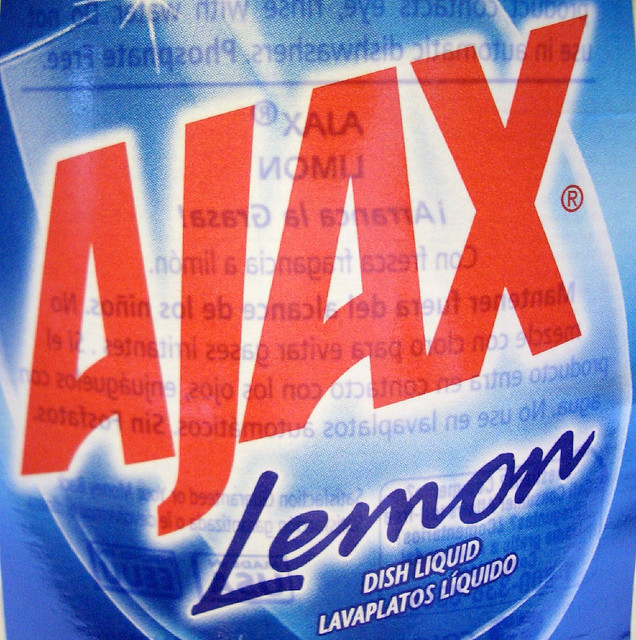 product contacts eye, rinse with water. Do not
use in automatic dishwashers. Phosphate Free
AJAX®
AJAX®
LIMON
¡Arranca la Grasa!
Con fresca fragancia a limón.
Mantener fuera del alcance de los niños. No
mezcle con cloro para evitar gases irritantes. Si el
producto entra en contacto con los ojos, enjuáguelos con
agua. No use en lavaplatos automáticos. Sin Fosfatos.
Lemon
DISH LIQUID
LAVAPLATOS LÍQUIDO